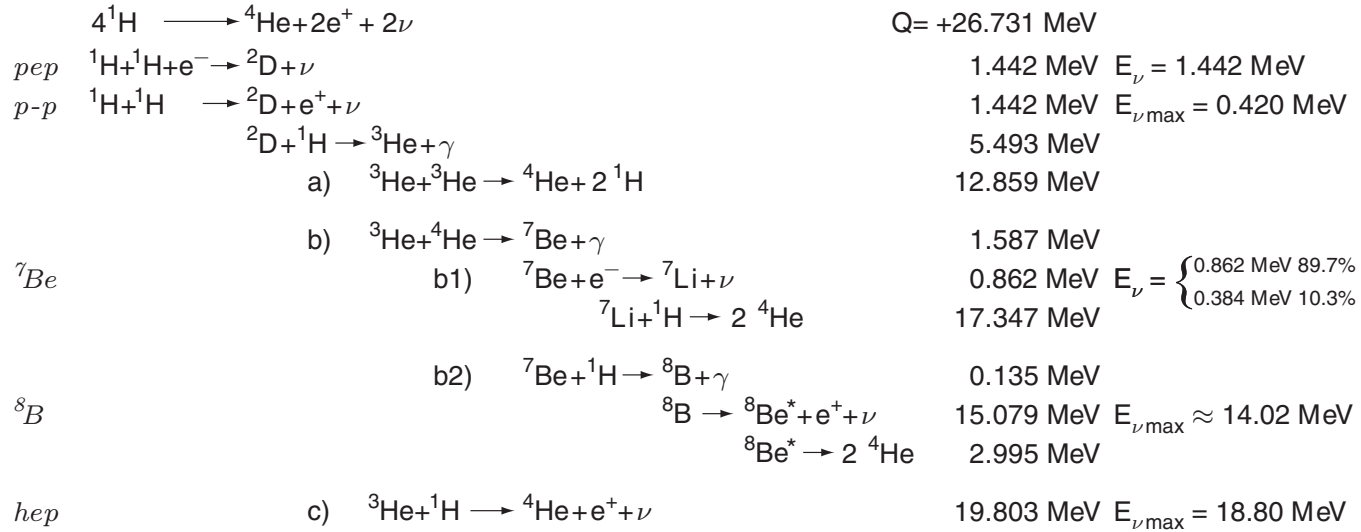 4¹H ⟶ ⁴He+2e⁺ + 2ν Q= +26.731 MeV
pep ¹H+¹H+e⁻→ ²D+ν 1.442 MeV E_ν = 1.442 MeV
p-p ¹H+¹H → ²D+e⁺+ν 1.442 MeV E_νmax = 0.420 MeV
²D+¹H → ³He+γ 5.493 MeV
a) ³He+³He → ⁴He+ 2 ¹H 12.859 MeV
b) ³He+⁴He → ⁷Be+γ 1.587 MeV
⁷Be b1) ⁷Be+e⁻ → ⁷Li+ν 0.862 MeV E_ν = { 0.862 MeV 89.7%
0.384 MeV 10.3%
⁷Li+¹H → 2 ⁴He 17.347 MeV
b2) ⁷Be+¹H → ⁸B+γ 0.135 MeV
⁸B ⁸B → ⁸Be*+e⁺+ν 15.079 MeV E_νmax ≈ 14.02 MeV
⁸Be* → 2 ⁴He 2.995 MeV
hep c) ³He+¹H ⟶ ⁴He+e⁺+ν 19.803 MeV E_νmax = 18.80 MeV